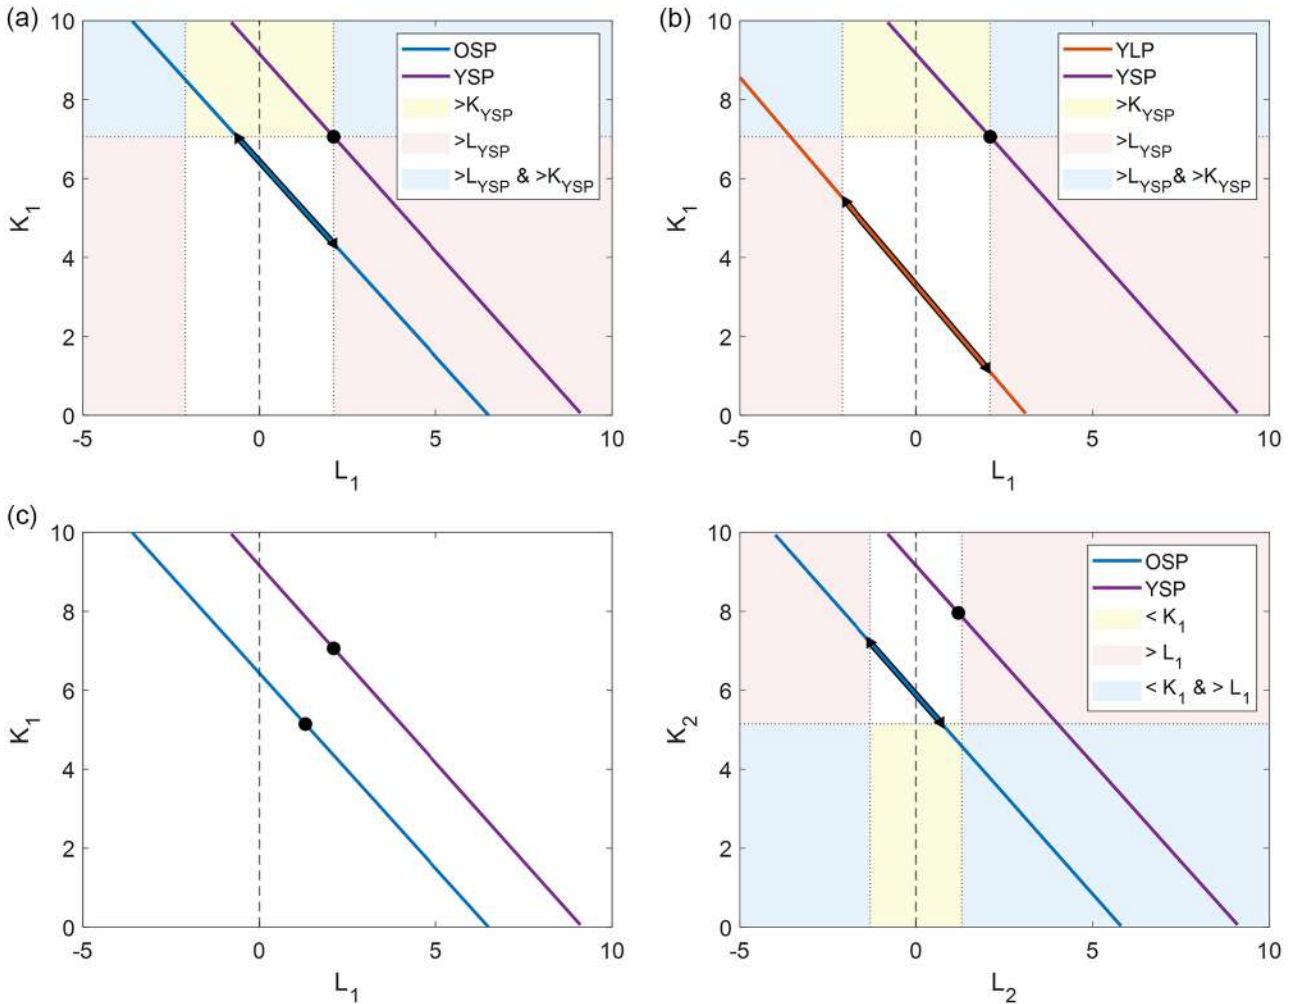 (a)
10
8
6
4
2
0
K1
-5
0
5
10
L1
OSP
YSP
>KYSP
>LYSP
>LYSP & >KYSP
(b)
10
8
6
4
2
0
K1
-5
0
5
10
L1
YLP
YSP
>KYSP
>LYSP
>LYSP& >KYSP
(c)
10
8
6
4
2
0
K1
-5
0
5
10
L1
10
8
6
4
2
0
K2
-5
0
5
10
L2
OSP
YSP
< K1
> L1
< K1 & > L1